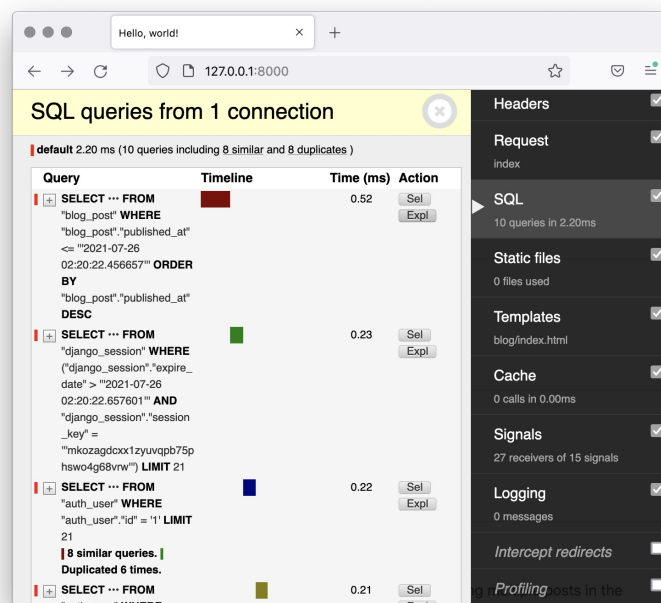 Hello, world!
127.0.0.1:8000
SQL queries from 1 connection
default 2.20 ms (10 queries including 8 similar and 8 duplicates )
Query Timeline Time (ms) Action
SELECT ··· FROM 0.52 Sel
"blog_post" WHERE Expl
"blog_post"."published_at"
<= '"2021-07-26
02:20:22.456657"' ORDER
BY
"blog_post"."published_at"
DESC
SELECT ··· FROM 0.23 Sel
"django_session" WHERE Expl
("django_session"."expire_
date" > '"2021-07-26
02:20:22.657601"' AND
"django_session"."session
_key" =
'"mkozagdcxx1zyuvqpb75p
hswo4g68vrw"') LIMIT 21
SELECT ··· FROM 0.22 Sel
"auth_user" WHERE Expl
"auth_user"."id" = '1' LIMIT
21
8 similar queries.
Duplicated 6 times.
SELECT ··· FROM 0.21 Sel
Headers
Request
index
SQL
10 queries in 2.20ms
Static files
0 files used
Templates
blog/index.html
Cache
0 calls in 0.00ms
Signals
27 receivers of 15 signals
Logging
0 messages
Intercept redirects
Profiling
posts in the